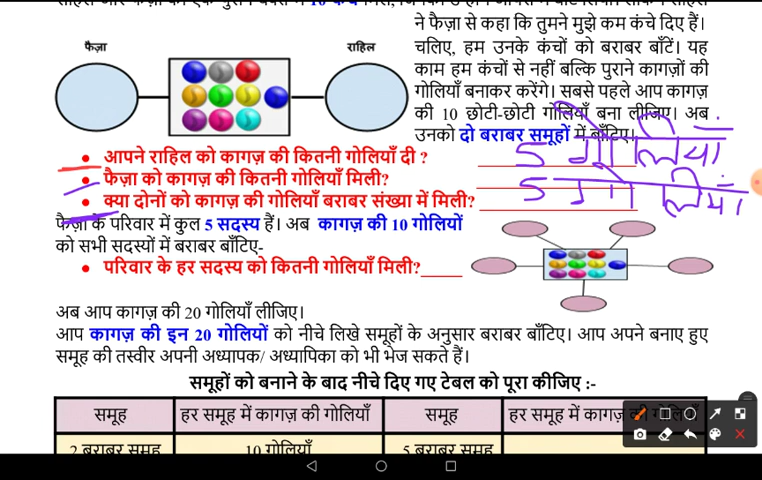 ने फैज़ा से कहा कि तुमने मुझे कम कंचे दिए हैं।
चलिए, हम उनके कंचों को बराबर बाँटें। यह
काम हम कंचों से नहीं बल्कि पुराने कागज़ों की
गोलियाँ बनाकर करेंगे। सबसे पहले आप कागज़
की 10 छोटी-छोटी गोलियाँ बना लीजिए। अब
उनको दो बराबर समूहों में बाँटिए।
फैज़ा
राहिल
• आपने राहिल को कागज़ की कितनी गोलियाँ दी ? 5 गोलियाँ
• फैज़ा को कागज़ की कितनी गोलियाँ मिली? 5 गोलियाँ
• क्या दोनों को कागज़ की गोलियाँ बराबर संख्या में मिली?
फैज़ा के परिवार में कुल 5 सदस्य हैं। अब कागज़ की 10 गोलियों
को सभी सदस्यों में बराबर बाँटिए-
• परिवार के हर सदस्य को कितनी गोलियाँ मिली?
अब आप कागज़ की 20 गोलियाँ लीजिए।
आप कागज़ की इन 20 गोलियों को नीचे लिखे समूहों के अनुसार बराबर बाँटिए। आप अपने बनाए हुए
समूह की तस्वीर अपनी अध्यापक/ अध्यापिका को भी भेज सकते हैं।
समूहों को बनाने के बाद नीचे दिए गए टेबल को पूरा कीजिए :-
समूह हर समूह में कागज़ की गोलियाँ समूह हर समूह में कागज़ की गोलियाँ
2 बराबर समूह 10 गोलियाँ 5 बराबर समूह